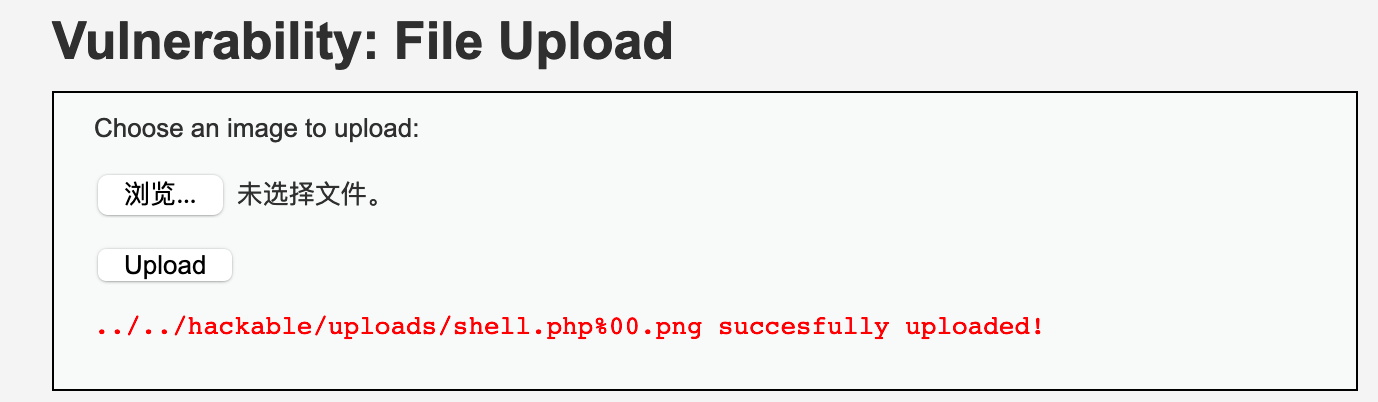 Vulnerability: File Upload
Choose an image to upload:
浏览... 未选择文件。
Upload
../../hackable/uploads/shell.php%00.png succesfully uploaded!